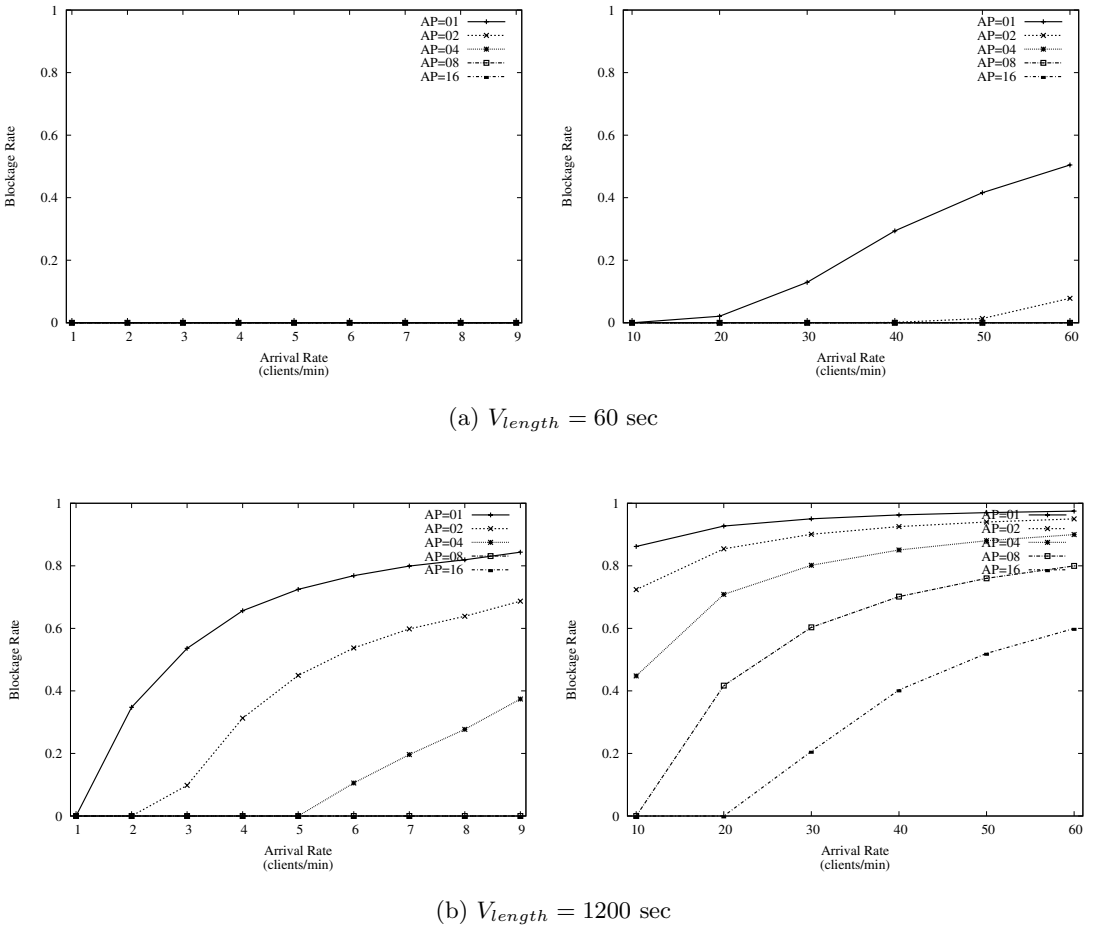 1
0.8
0.6
0.4
0.2
0
Blockage Rate
AP=01
AP=02
AP=04
AP=08
AP=16
1 2 3 4 5 6 7 8 9
Arrival Rate
(clients/min)
1
0.8
0.6
0.4
0.2
0
Blockage Rate
AP=01
AP=02
AP=04
AP=08
AP=16
10 20 30 40 50 60
Arrival Rate
(clients/min)
(a) V_length = 60 sec
1
0.8
0.6
0.4
0.2
0
Blockage Rate
AP=01
AP=02
AP=04
AP=08
AP=16
1 2 3 4 5 6 7 8 9
Arrival Rate
(clients/min)
1
0.8
0.6
0.4
0.2
0
Blockage Rate
AP=01
AP=02
AP=04
AP=08
AP=16
10 20 30 40 50 60
Arrival Rate
(clients/min)
(b) V_length = 1200 sec